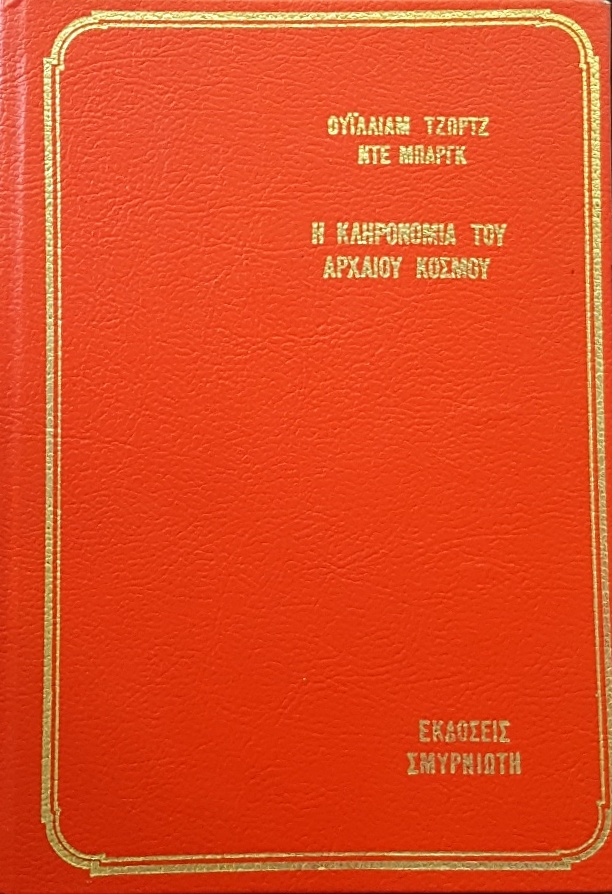 ΟΥΪΛΛΙΑΜ ΤΖΩΡΤΖ
ΝΤΕ ΜΠΑΡΓΚ
Η ΚΛΗΡΟΝΟΜΙΑ ΤΟΥ
ΑΡΧΑΙΟΥ ΚΟΣΜΟΥ
ΕΚΔΟΣΕΙΣ
ΣΜΥΡΝΙΩΤΗ